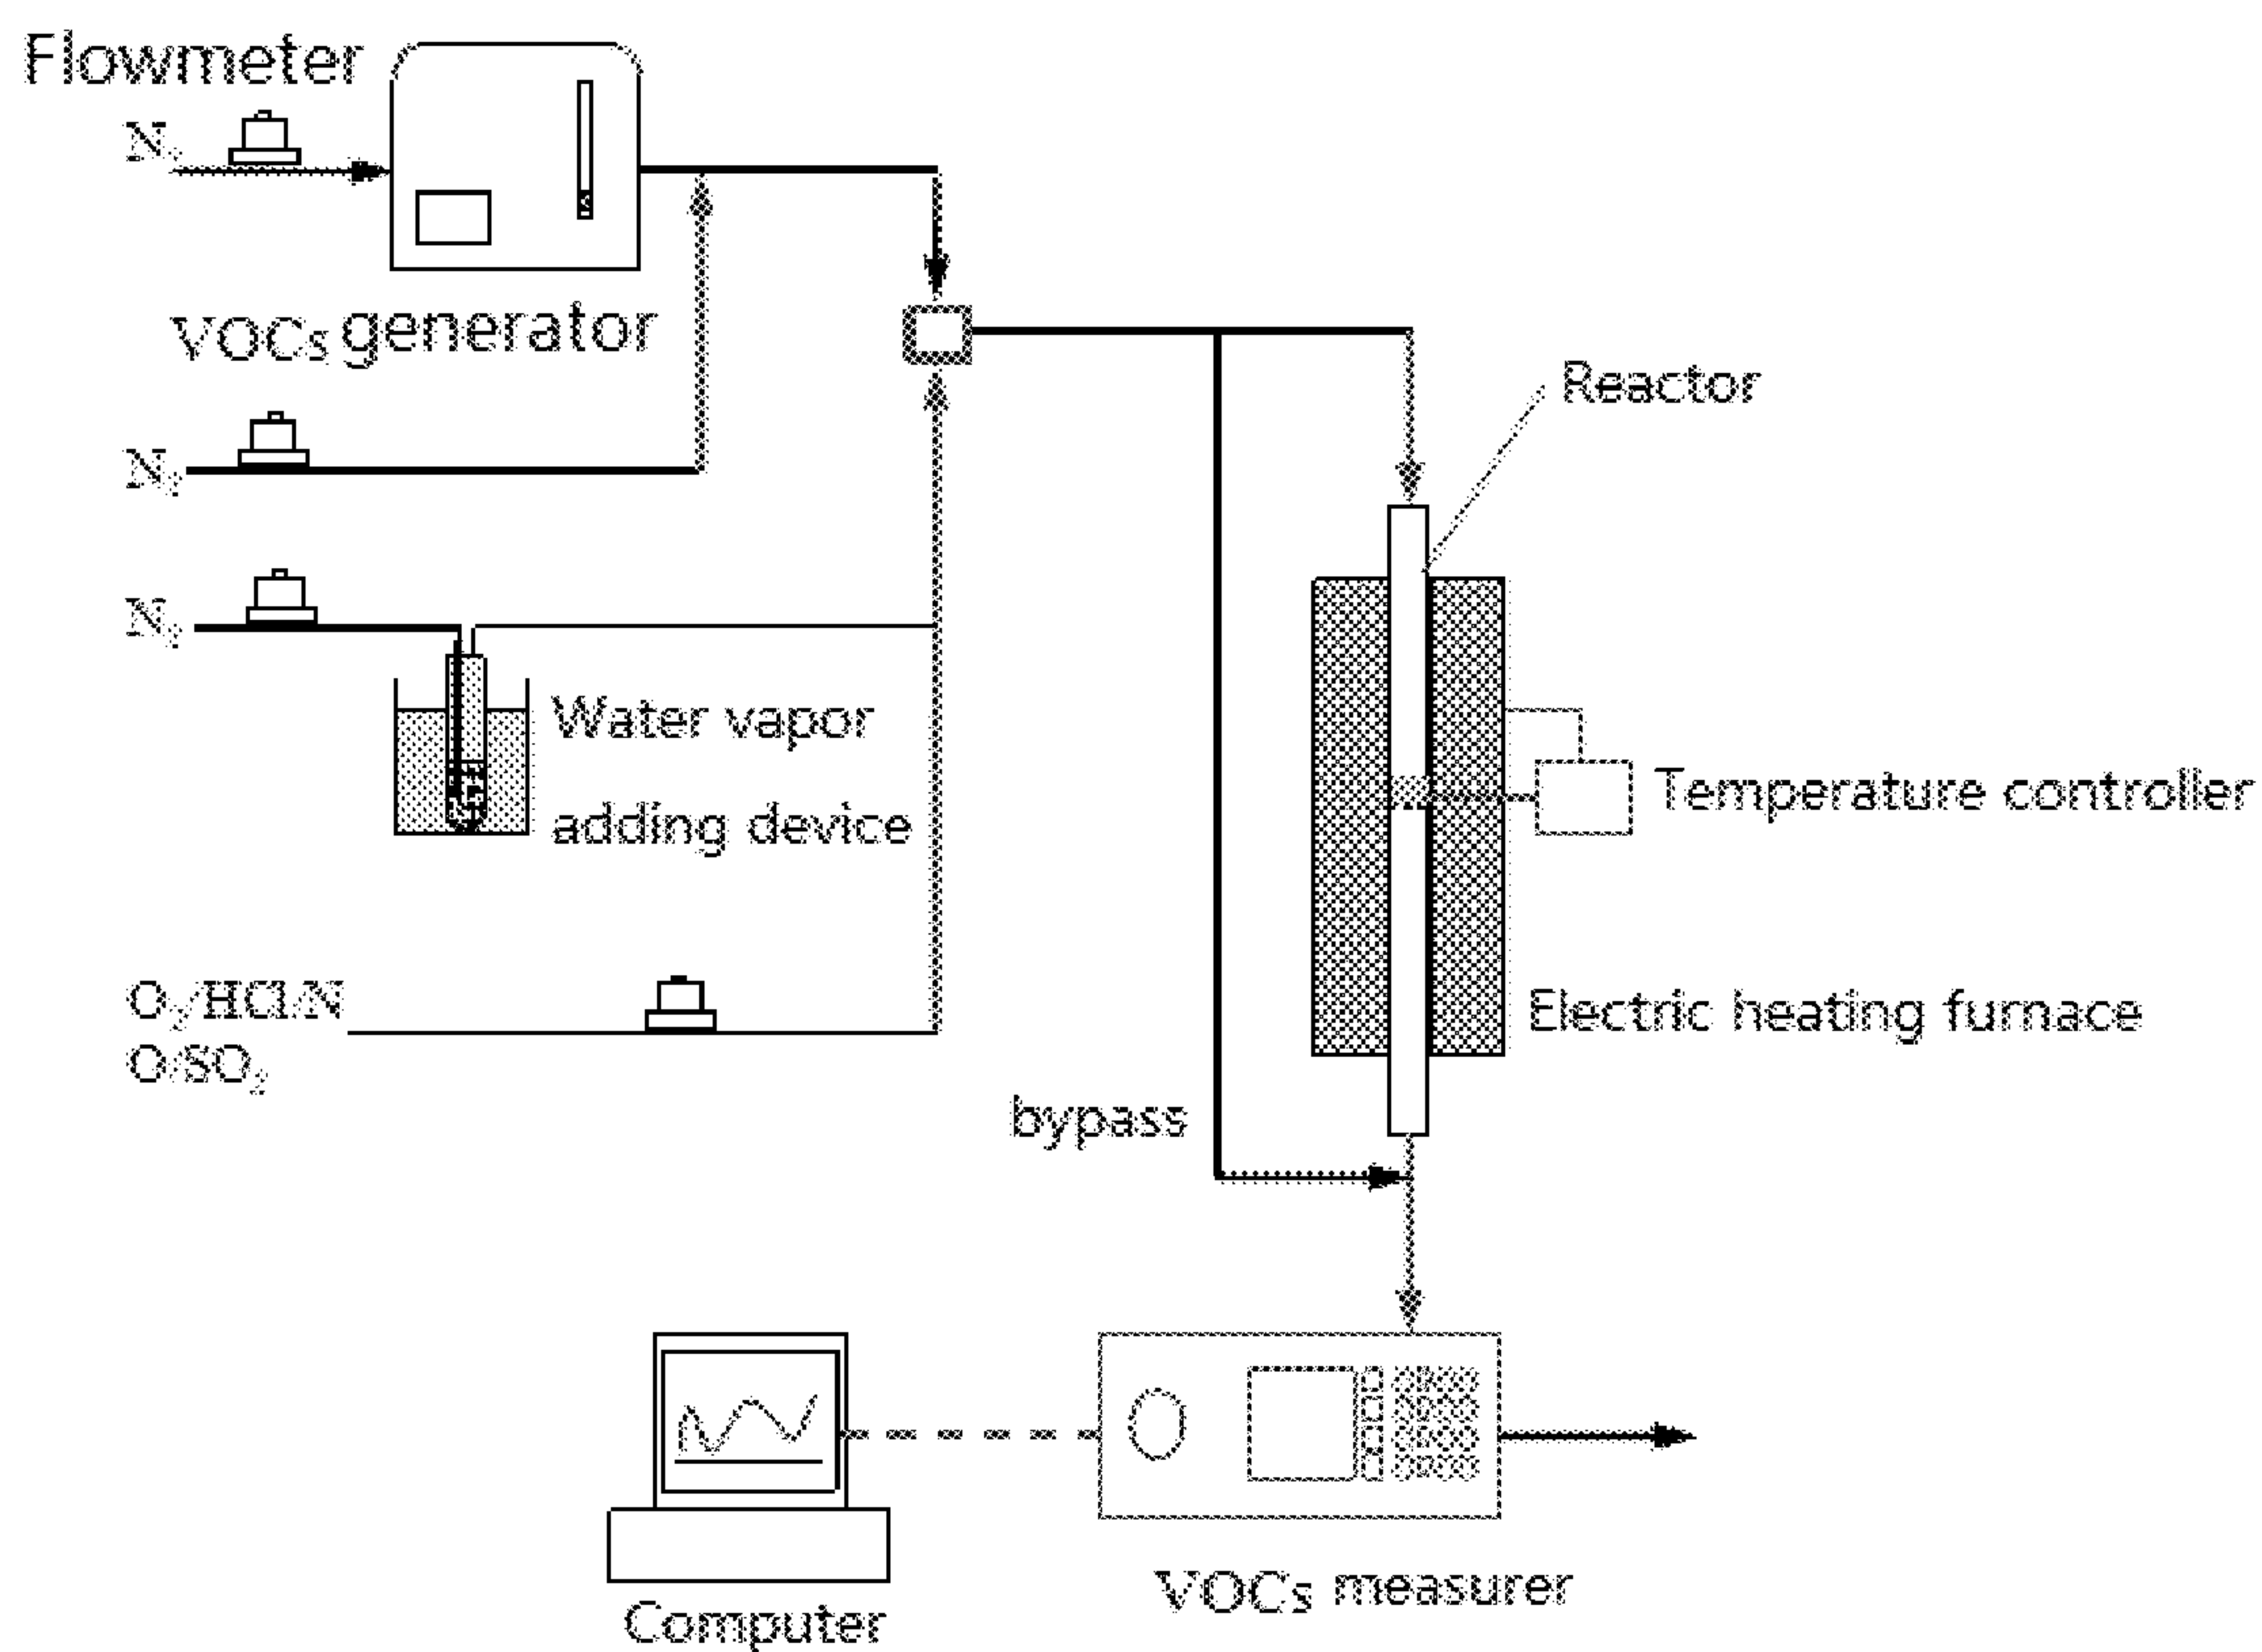 Flowmeter
N₂
VOCs generator
N₂
Reactor
N₂
Water vapor
adding device
Temperature controller
O₂/HCl/N
O/SO₂
Electric heating furnace
bypass
VOCs measurer
Computer